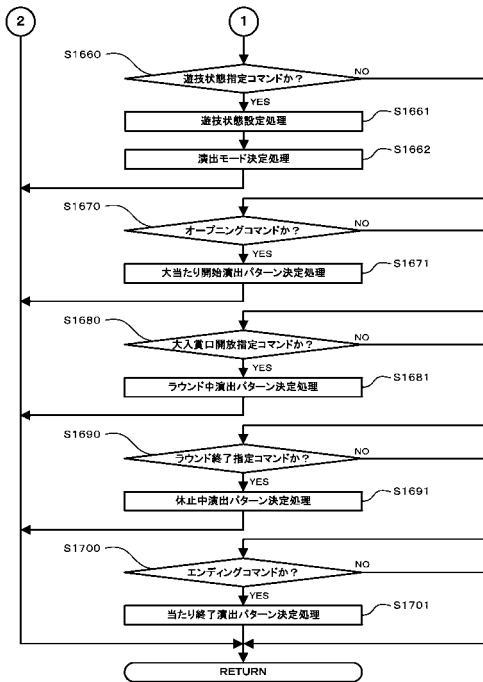 2
1
S1660
遊技状態指定コマンドか？
NO
YES
遊技状態設定処理
S1661
演出モード決定処理
S1662
S1670
オープニングコマンドか？
NO
YES
大当たり開始演出パターン決定処理
S1671
S1680
大入賞口開放指定コマンドか？
NO
YES
ラウンド中演出パターン決定処理
S1681
S1690
ラウンド終了指定コマンドか？
NO
YES
休止中演出パターン決定処理
S1691
S1700
エンディングコマンドか？
NO
YES
当たり終了演出パターン決定処理
S1701
RETURN